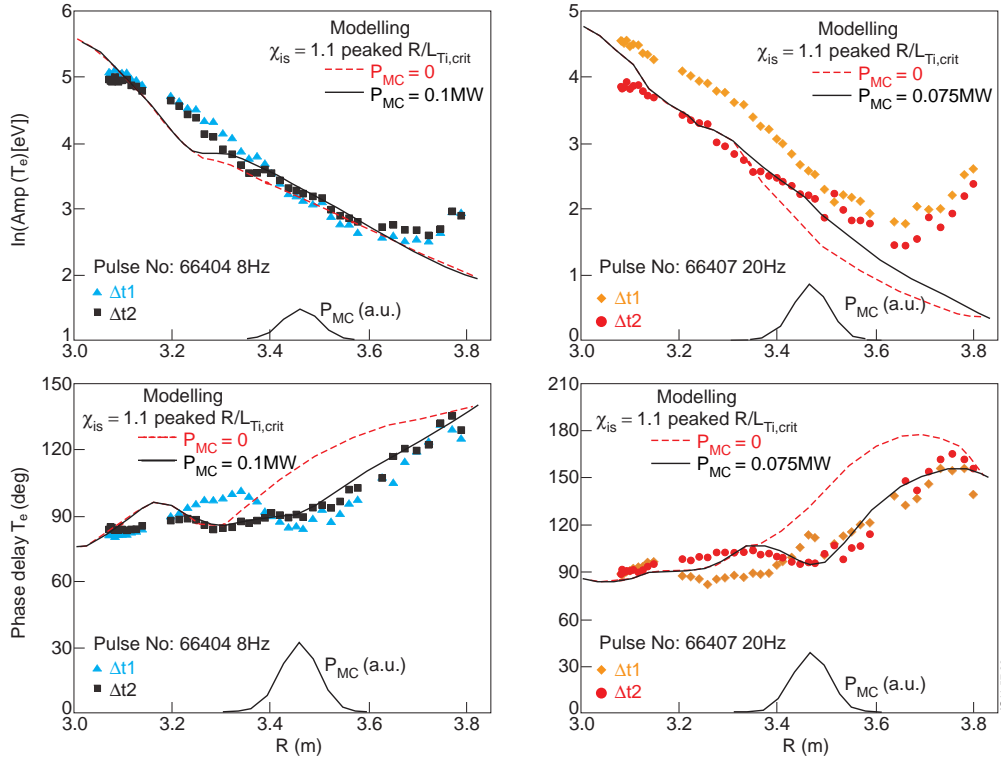 Modelling
χis = 1.1 peaked R/LTi,crit
PMC = 0
PMC = 0.1MW
6
5
4
3
2
1
ln(Amp (Te)[eV])
Pulse No: 66404 8Hz
Δt1
Δt2
PMC (a.u.)
3.0 3.2 3.4 3.6 3.8
Modelling
χis = 1.1 peaked R/LTi,crit
PMC = 0
PMC = 0.075MW
5
4
3
2
1
0
Pulse No: 66407 20Hz
Δt1
Δt2
PMC (a.u.)
3.0 3.2 3.4 3.6 3.8
Modelling
χis = 1.1 peaked R/LTi,crit
PMC = 0
PMC = 0.1MW
150
120
90
60
30
0
Phase delay Te (deg)
Pulse No: 66404 8Hz
Δt1
Δt2
PMC (a.u.)
3.0 3.2 3.4 3.6 3.8
R (m)
Modelling
χis = 1.1 peaked R/LTi,crit
PMC = 0
PMC = 0.075MW
210
180
150
120
90
60
30
0
Pulse No: 66407 20Hz
Δt1
Δt2
PMC (a.u.)
3.0 3.2 3.4 3.6 3.8
R (m)